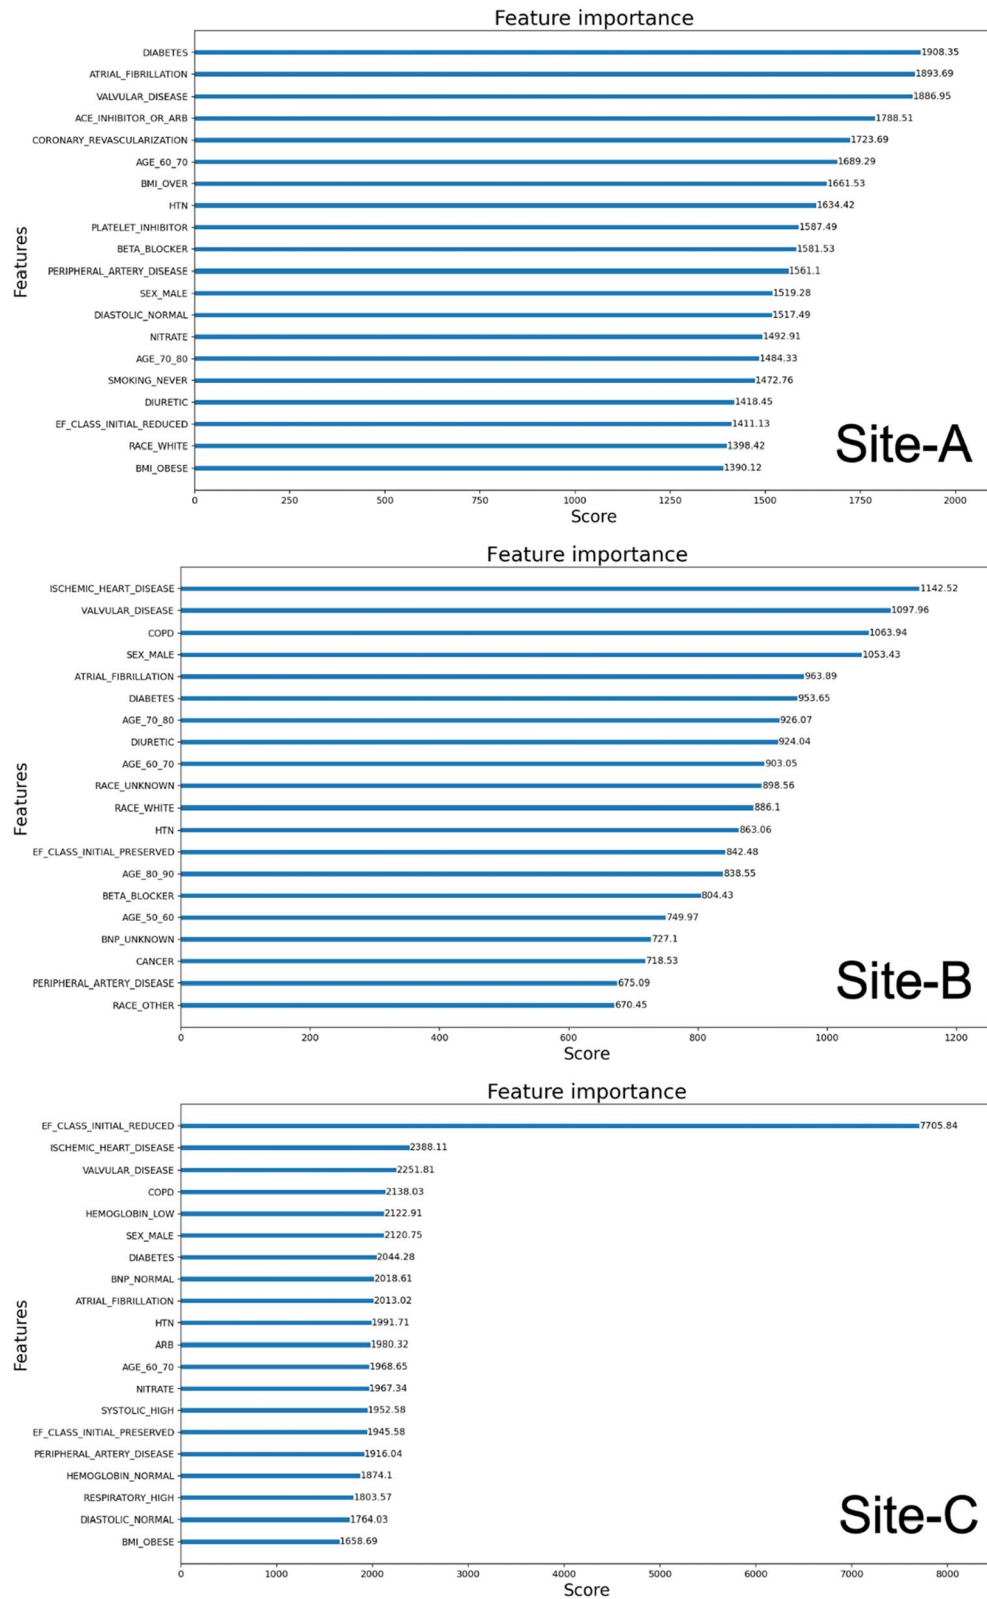 Feature importance
DIABETES 1908.35
ATRIAL_FIBRILLATION 1893.69
VALVULAR_DISEASE 1886.95
ACE_INHIBITOR_OR_ARB 1788.51
CORONARY_REVASCULARIZATION 1723.69
AGE_60_70 1689.29
BMI_OVER 1661.53
HTN 1634.42
PLATELET_INHIBITOR 1587.49
BETA_BLOCKER 1581.53
PERIPHERAL_ARTERY_DISEASE 1561.1
SEX_MALE 1519.28
DIASTOLIC_NORMAL 1517.49
NITRATE 1492.91
AGE_70_80 1484.33
SMOKING_NEVER 1472.76
DIURETIC 1418.45
EF_CLASS_INITIAL_REDUCED 1411.13
RACE_WHITE 1398.42
BMI_OBESE 1390.12
Features
Site-A
0 250 500 750 1000 1250 1500 1750 2000
Score
Feature importance
ISCHEMIC_HEART_DISEASE 1142.52
VALVULAR_DISEASE 1097.96
COPD 1063.94
SEX_MALE 1053.43
ATRIAL_FIBRILLATION 963.89
DIABETES 953.65
AGE_70_80 926.07
DIURETIC 924.04
AGE_60_70 903.05
RACE_UNKNOWN 898.56
RACE_WHITE 886.1
HTN 863.06
EF_CLASS_INITIAL_PRESERVED 842.48
AGE_80_90 838.55
BETA_BLOCKER 804.43
AGE_50_60 749.97
BNP_UNKNOWN 727.1
CANCER 718.53
PERIPHERAL_ARTERY_DISEASE 675.09
RACE_OTHER 670.45
Features
Site-B
0 200 400 600 800 1000 1200
Score
Feature importance
EF_CLASS_INITIAL_REDUCED 7705.84
ISCHEMIC_HEART_DISEASE 2388.11
VALVULAR_DISEASE 2251.81
COPD 2138.03
HEMOGLOBIN_LOW 2122.91
SEX_MALE 2120.75
DIABETES 2044.28
BNP_NORMAL 2018.61
ATRIAL_FIBRILLATION 2013.02
HTN 1991.71
ARB 1980.32
AGE_60_70 1968.65
NITRATE 1967.34
SYSTOLIC_HIGH 1952.58
EF_CLASS_INITIAL_PRESERVED 1945.58
PERIPHERAL_ARTERY_DISEASE 1916.04
HEMOGLOBIN_NORMAL 1874.1
RESPIRATORY_HIGH 1803.57
DIASTOLIC_NORMAL 1764.03
BMI_OBESE 1658.69
Features
Site-C
0 1000 2000 3000 4000 5000 6000 7000 8000
Score